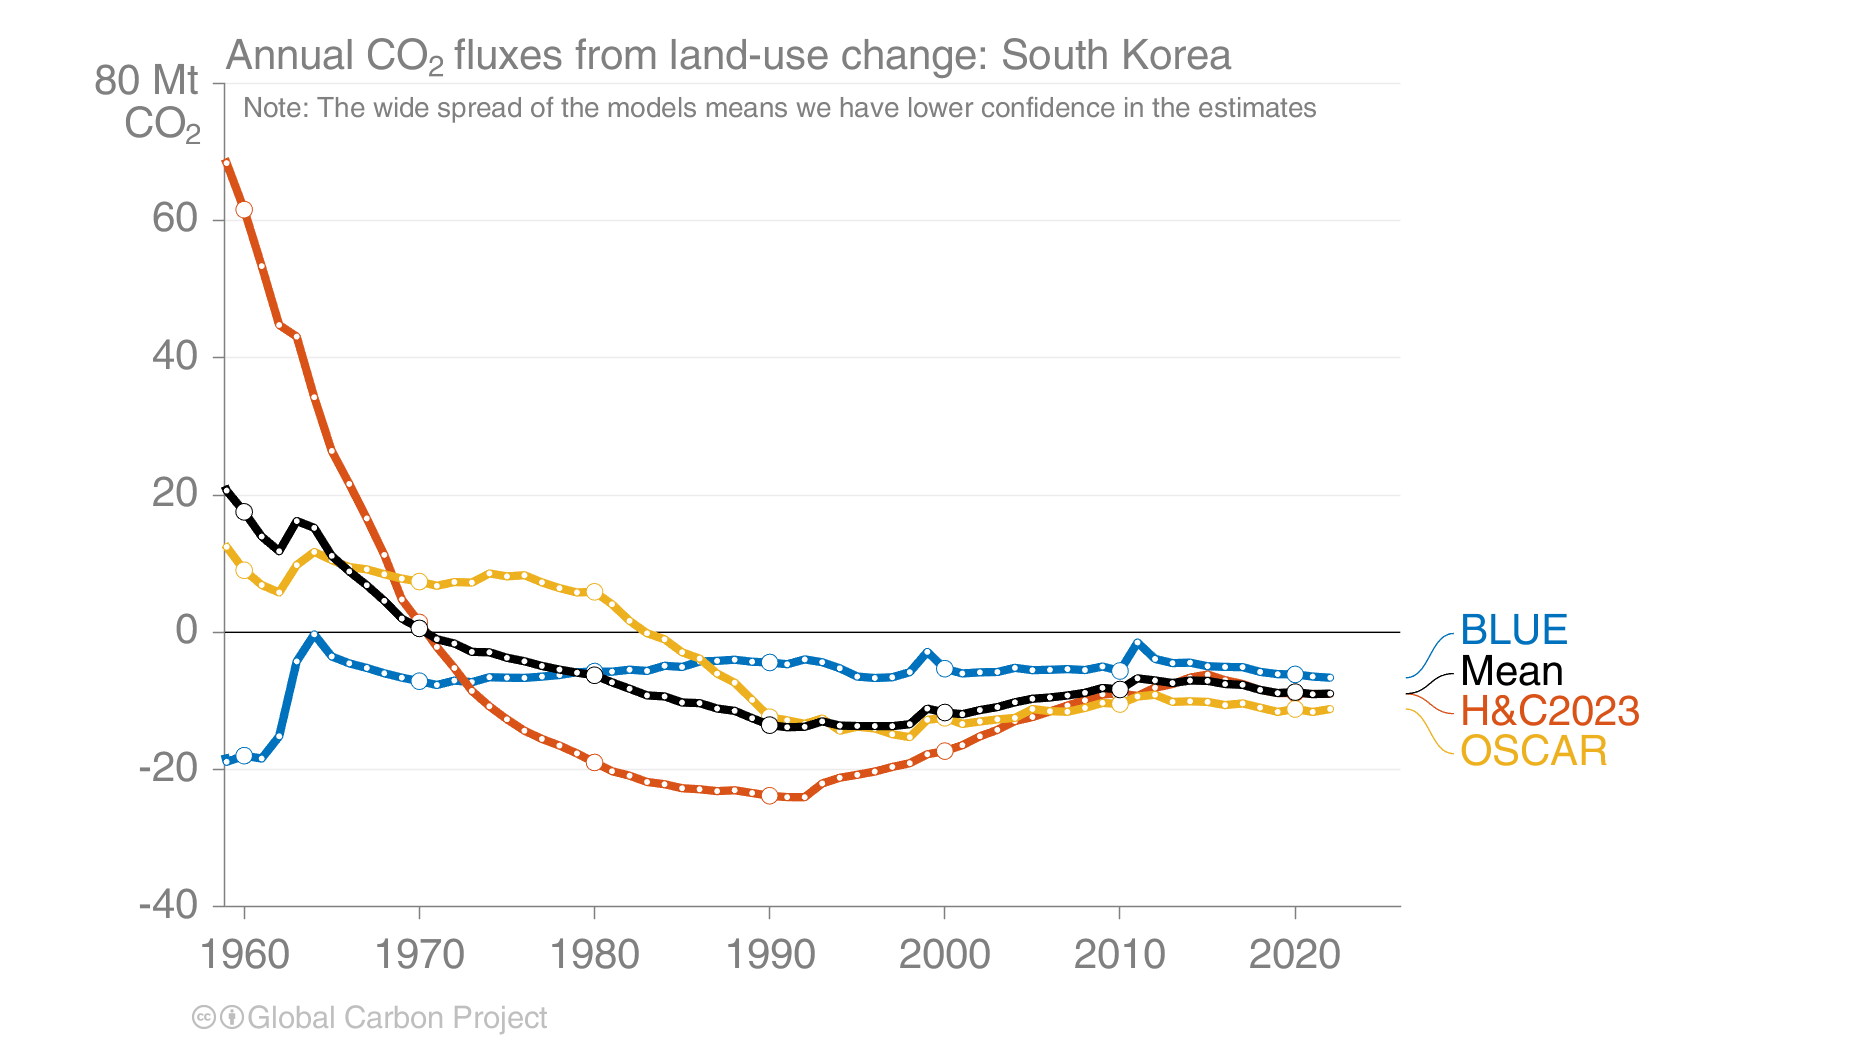 Annual CO₂ fluxes from land-use change: South Korea
80 Mt
CO₂
Note: The wide spread of the models means we have lower confidence in the estimates
60
40
20
0
-20
-40
BLUE
Mean
H&C2023
OSCAR
1960 1970 1980 1990 2000 2010 2020
cc Global Carbon Project